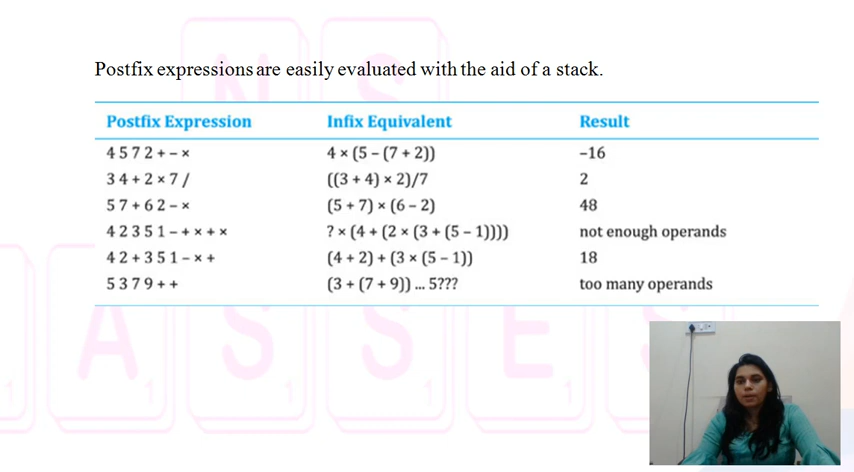 Postfix expressions are easily evaluated with the aid of a stack.
Postfix Expression Infix Equivalent Result
4 5 7 2 + − × 4 × (5 − (7 + 2)) −16
3 4 + 2 × 7 / ((3 + 4) × 2)/7 2
5 7 + 6 2 − × (5 + 7) × (6 − 2) 48
4 2 3 5 1 − + × + × ? × (4 + (2 × (3 + (5 − 1)))) not enough operands
4 2 + 3 5 1 − × + (4 + 2) + (3 × (5 − 1)) 18
5 3 7 9 + + (3 + (7 + 9)) ... 5??? too many operands
N S
A S S E S
1 1 1 1